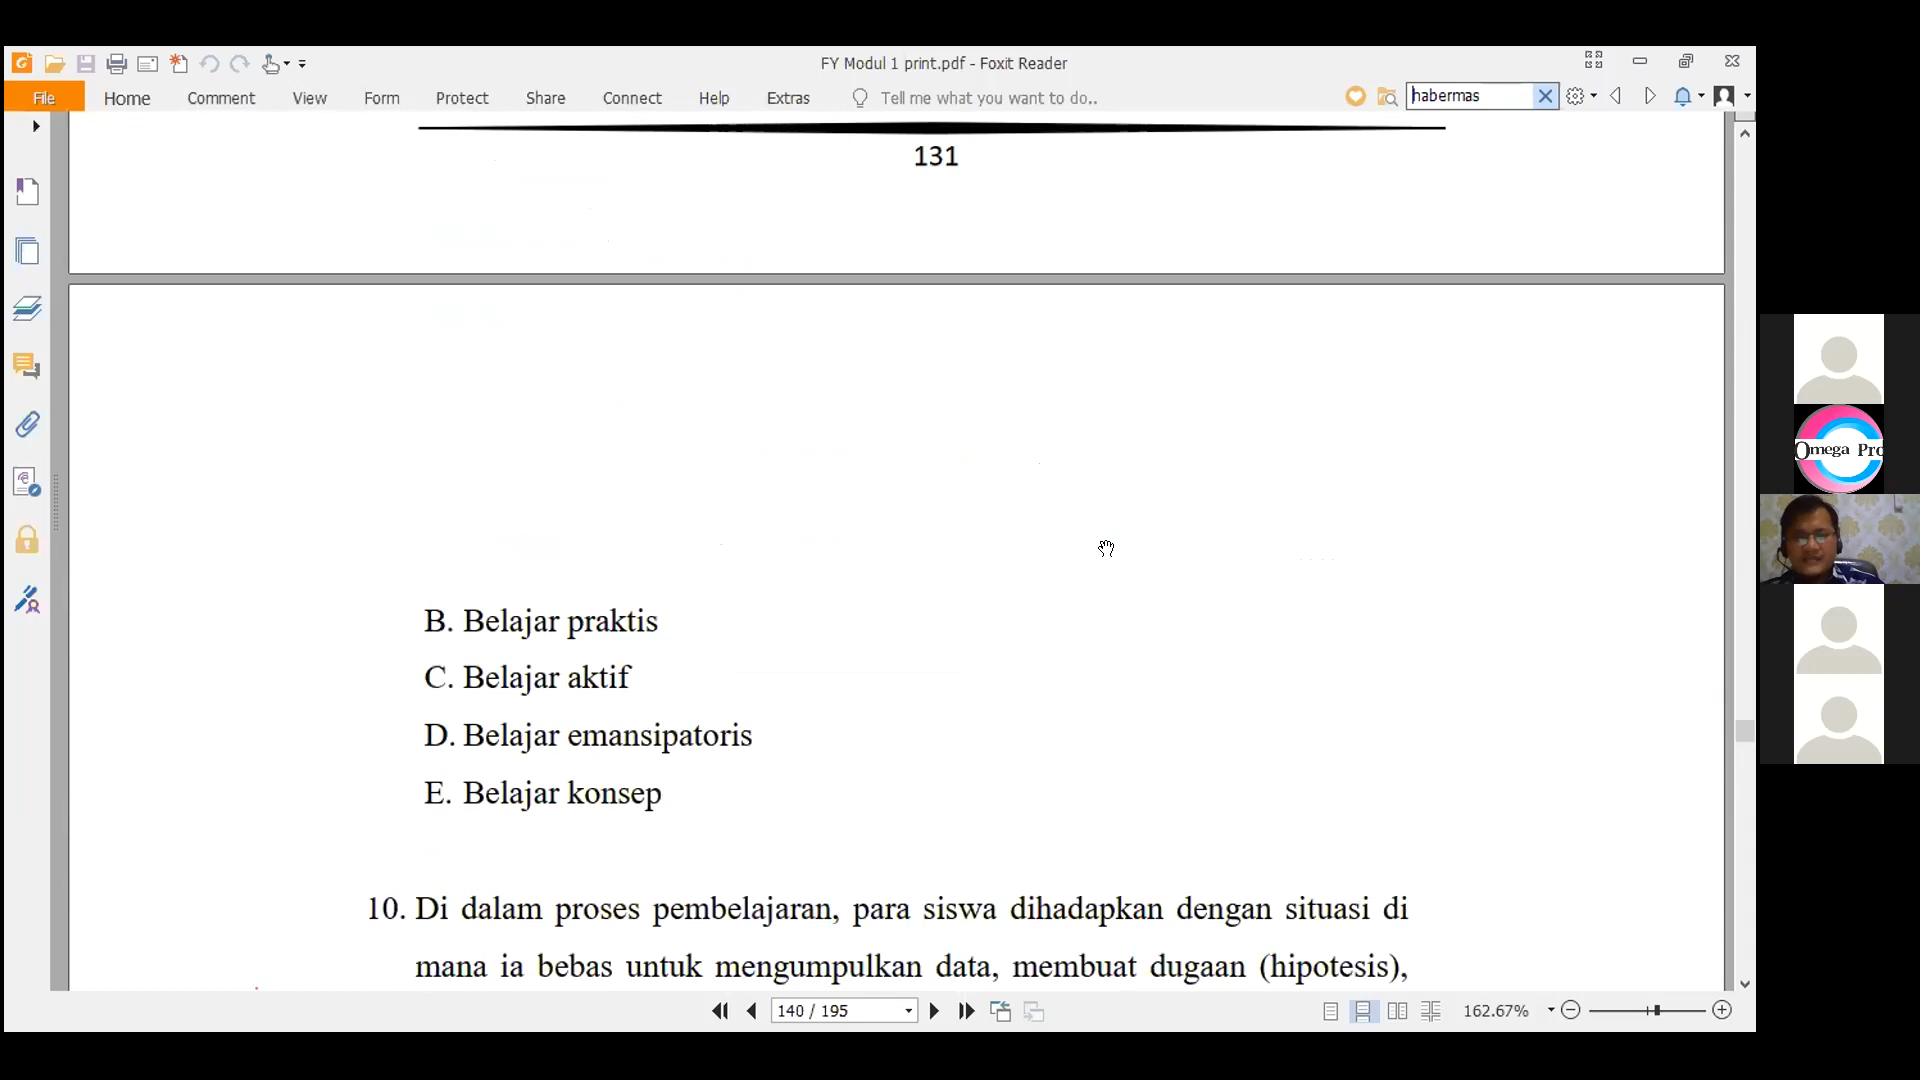 FY Modul 1 print.pdf - Foxit Reader
File Home Comment View Form Protect Share Connect Help Extras Tell me what you want to do.. habermas
131
B. Belajar praktis
C. Belajar aktif
D. Belajar emansipatoris
E. Belajar konsep
10. Di dalam proses pembelajaran, para siswa dihadapkan dengan situasi di
mana ia bebas untuk mengumpulkan data, membuat dugaan (hipotesis),
140 / 195
162.67%
Omega Pro